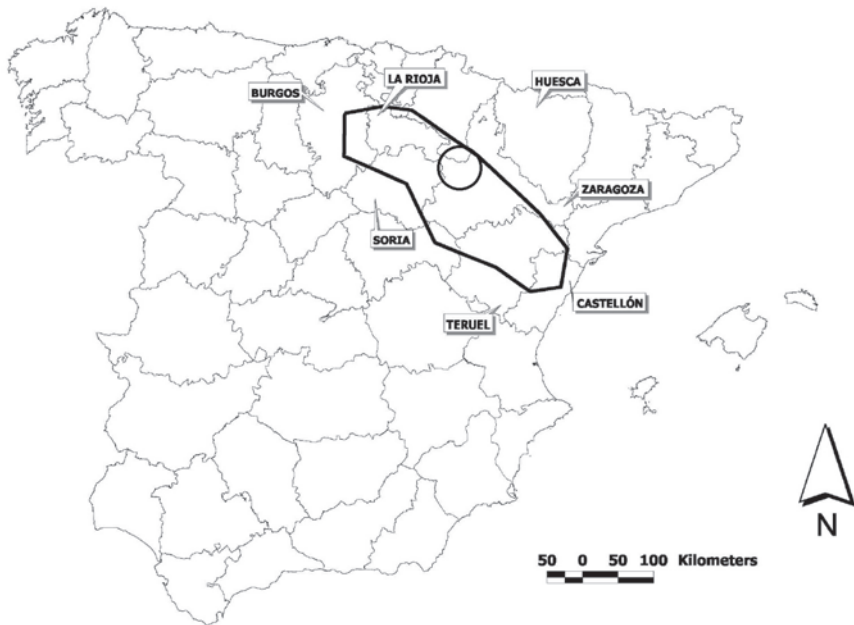 LA RIOJA
HUESCA
BURGOS
ZARAGOZA
SORIA
CASTELLÓN
TERUEL
N
50 0 50 100 Kilometers